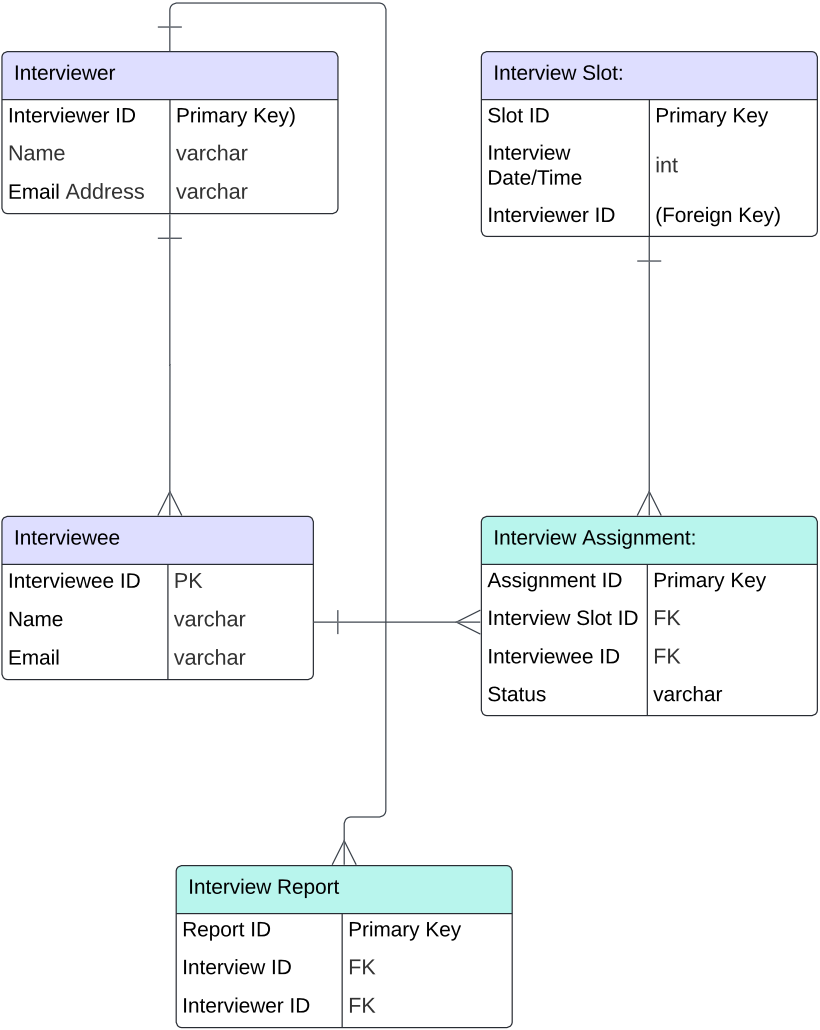 Interviewer
Interviewer ID Primary Key)
Name varchar
Email Address varchar
Interview Slot:
Slot ID Primary Key
Interview
Date/Time
int
Interviewer ID (Foreign Key)
Interviewee
Interviewee ID PK
Name varchar
Email varchar
Interview Assignment:
Assignment ID Primary Key
Interview Slot ID FK
Interviewee ID FK
Status varchar
Interview Report
Report ID Primary Key
Interview ID FK
Interviewer ID FK